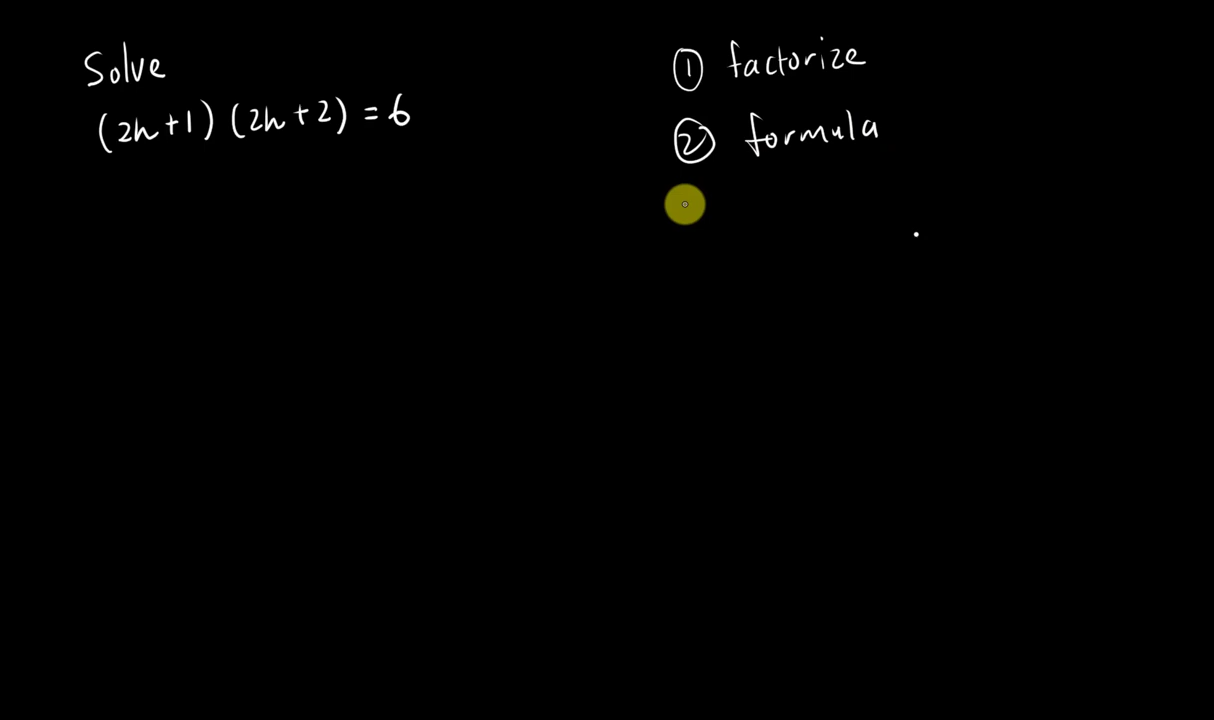 Solve
(2n+1) (2n+2) = 6
① factorize
② formula